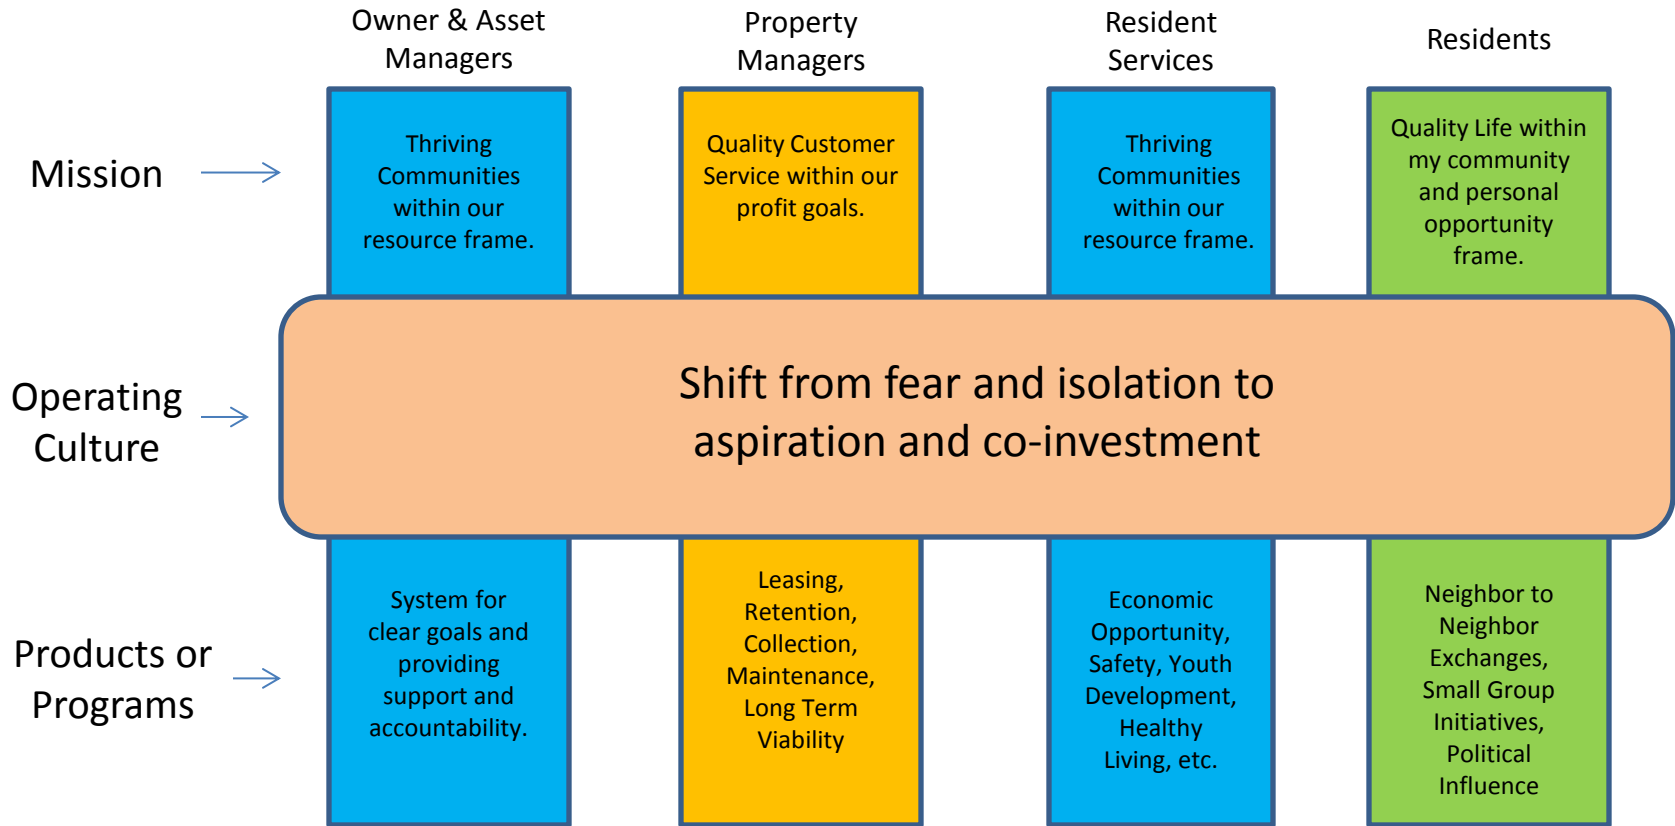 Owner & Asset
Managers
Property
Managers
Resident
Services
Residents
Mission
Thriving
Communities
within our
resource frame.
Quality Customer
Service within our
profit goals.
Thriving
Communities
within our
resource frame.
Quality Life within
my community
and personal
opportunity
frame.
Operating
Culture
Shift from fear and isolation to
aspiration and co-investment
Products or
Programs
System for
clear goals and
providing
support and
accountability.
Leasing,
Retention,
Collection,
Maintenance,
Long Term
Viability
Economic
Opportunity,
Safety, Youth
Development,
Healthy
Living, etc.
Neighbor to
Neighbor
Exchanges,
Small Group
Initiatives,
Political
Influence